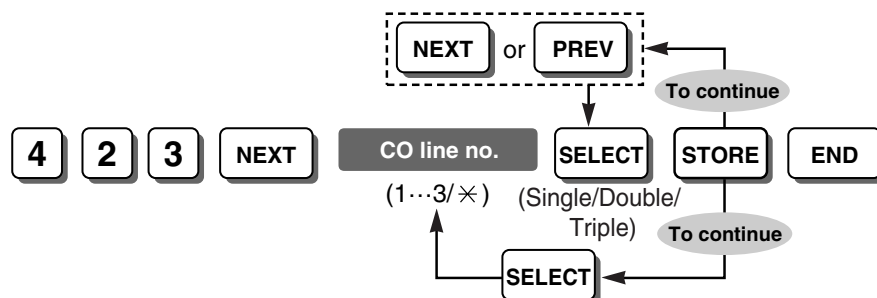 NEXT or PREV
To continue
4 2 3 NEXT CO line no. SELECT STORE END
(1···3/✳) (Single/Double/
Triple)
To continue
SELECT